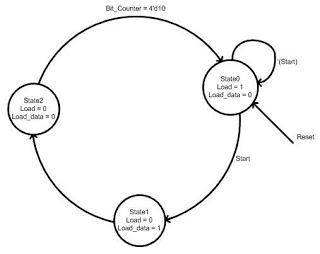 Bit_Counter = 4'd10
State0
Load = 1
Load_data = 0
'(Start)
State2
Load = 0
Load_data = 0
Reset
Start
State1
Load = 0
Load_data = 1